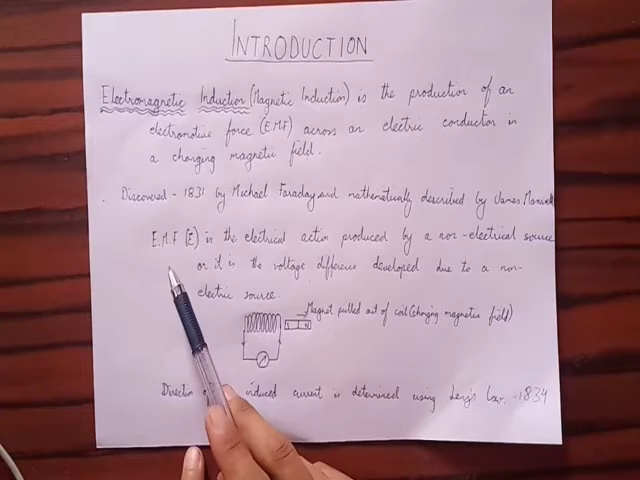 INTRODUCTION
Electromagnetic Induction (Magnetic Induction) is the production of an
electromotive force (E.M.F) across an electric conductor in
a changing magnetic field.
Discovered - 1831 by Michael Faraday and mathematically described by James Maxwell
E.M.F (E) is the electrical action produced by a non-electrical source
or it is the voltage difference developed due to a non-
electric source.
Magnet pulled out of coil (Changing magnetic field)
S N
Direction induced current is determined using Lenz's law. - 1834